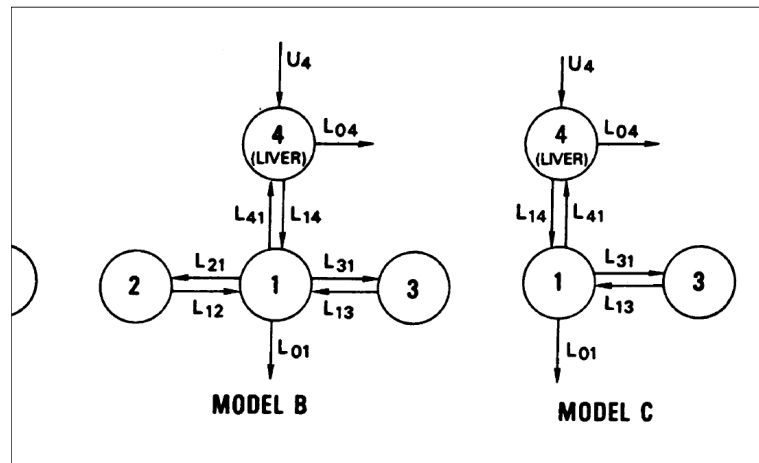 U4
4
(LIVER)
L04
L41
L14
2
L21
L12
1
L31
L13
3
L01
MODEL B
U4
4
(LIVER)
L04
L14
L41
1
L31
L13
3
L01
MODEL C